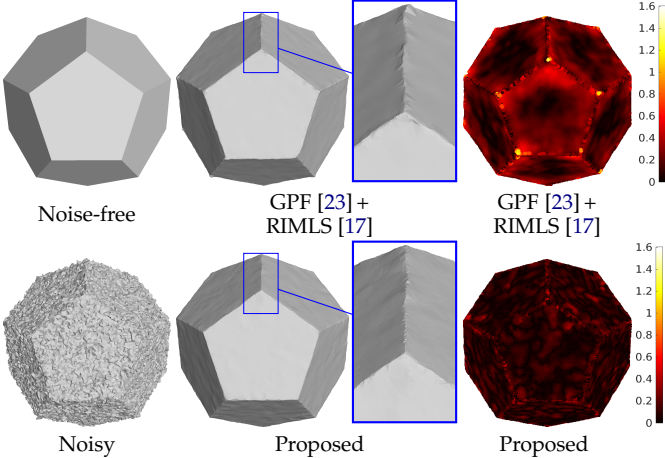 1.6
1.4
1.2
1
0.8
0.6
0.4
0.2
0
Noise-free
GPF [23] +
RIMLS [17]
GPF [23] +
RIMLS [17]
1.6
1.4
1.2
1
0.8
0.6
0.4
0.2
0
Noisy
Proposed
Proposed